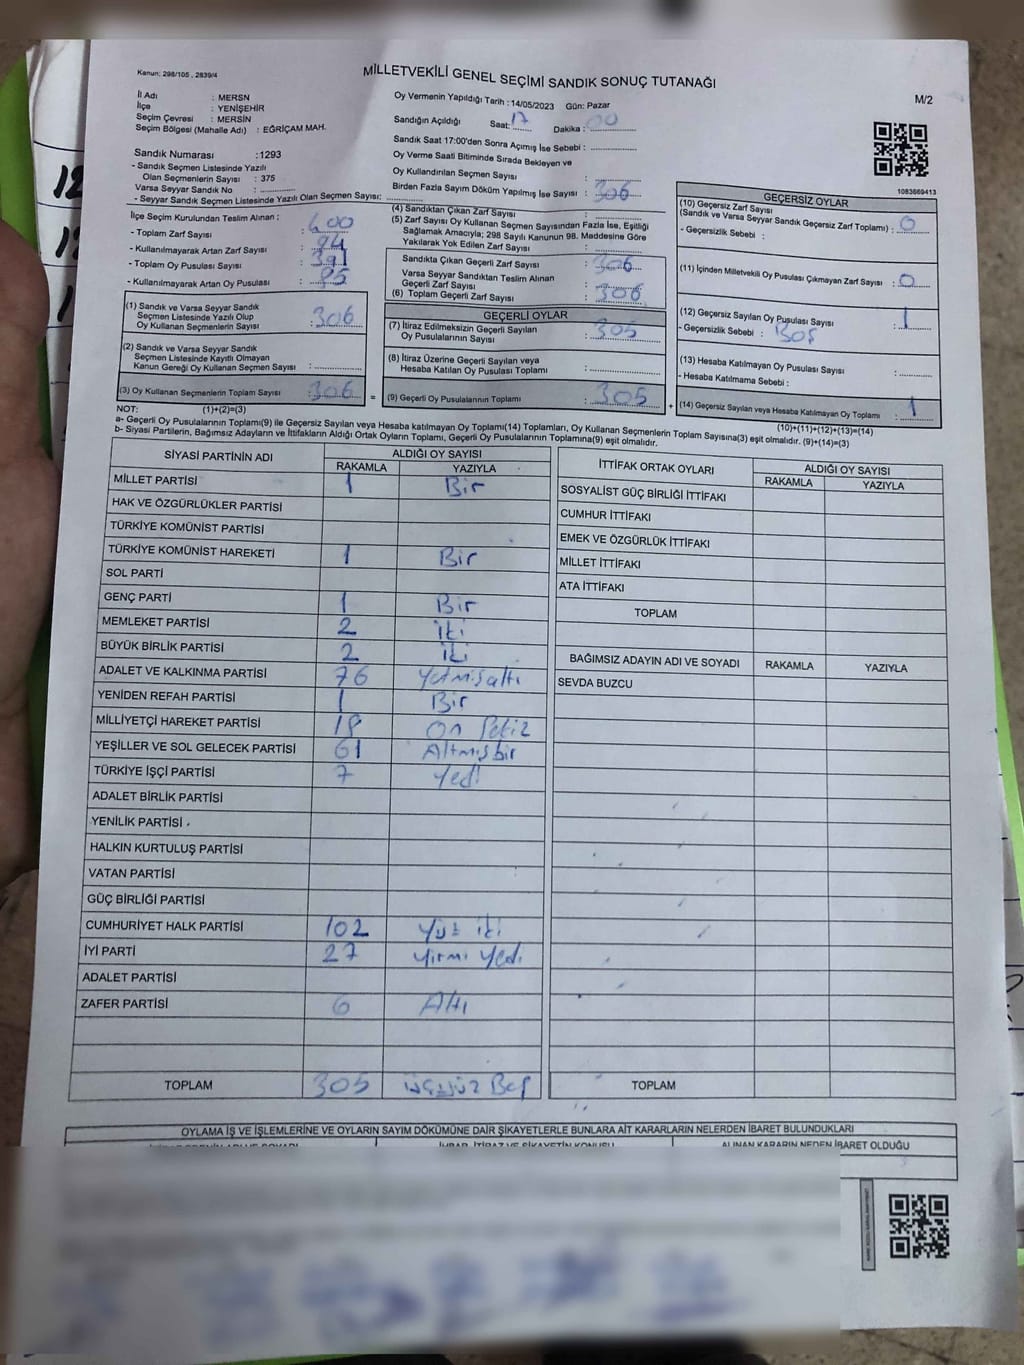 Kanun: 298/105 , 2839/4
MİLLETVEKİLİ GENEL SEÇİMİ SANDIK SONUÇ TUTANAĞI
M/2
İl Adı : MERSN
İlçe : YENİŞEHİR
Seçim Çevresi : MERSİN
Seçim Bölgesi (Mahalle Adı) : EĞRİÇAM MAH.
Sandık Numarası :1293
- Sandık Seçmen Listesinde Yazılı
Olan Seçmenlerin Sayısı : 375
Varsa Seyyar Sandık No :
- Seyyar Sandık Seçmen Listesinde Yazılı Olan Seçmen Sayısı:
Oy Vermenin Yapıldığı Tarih : 14/05/2023 Gün: Pazar
Sandığın Açıldığı Saat: 17 Dakika : 00
Sandık Saat 17:00'den Sonra Açımış İse Sebebi :
Oy Verme Saati Bitiminde Sırada Bekleyen ve
Oy Kullandırılan Seçmen Sayısı :
Birden Fazla Sayım Döküm Yapılmış İse Sayısı : 306
1083669413
İlçe Seçim Kurulundan Teslim Alınan :
- Toplam Zarf Sayısı : 400
- Kullanılmayarak Artan Zarf Sayısı : 94
- Toplam Oy Pusulası Sayısı : 391
- Kullanılmayarak Artan Oy Pusulası : 85
(1) Sandık ve Varsa Seyyar Sandık
Seçmen Listesinde Yazılı Olup
Oy Kullanan Seçmenlerin Sayısı : 306
(2) Sandık ve Varsa Seyyar Sandık
Seçmen Listesinde Kayıtlı Olmayan
Kanun Gereği Oy Kullanan Seçmen Sayısı :
(3) Oy Kullanan Seçmenlerin Toplam Sayısı : 306 =
(4) Sandıktan Çıkan Zarf Sayısı :
(5) Zarf Sayısı Oy Kullanan Seçmen Sayısından Fazla İse, Eşitliği
Sağlamak Amacıyla; 298 Sayılı Kanunun 98. Maddesine Göre
Yakılarak Yok Edilen Zarf Sayısı :
Sandıkta Çıkan Geçerli Zarf Sayısı : 306
Varsa Seyyar Sandıktan Teslim Alınan
Geçerli Zarf Sayısı :
(6) Toplam Geçerli Zarf Sayısı : 306
GEÇERLİ OYLAR
(7) İtiraz Edilmeksizin Geçerli Sayılan
Oy Pusulalarının Sayısı : 305
(8) İtiraz Üzerine Geçerli Sayılan veya
Hesaba Katılan Oy Pusulası Toplamı :
(9) Geçerli Oy Pusulalarının Toplamı : 305 +
GEÇERSİZ OYLAR
(10) Geçersiz Zarf Sayısı
(Sandık ve Varsa Seyyar Sandık Geçersiz Zarf Toplamı) : 0
- Geçersizlik Sebebi :
(11) İçinden Milletvekili Oy Pusulası Çıkmayan Zarf Sayısı : 0
(12) Geçersiz Sayılan Oy Pusulası Sayısı : 1
- Geçersizlik Sebebi : Boş
(13) Hesaba Katılmayan Oy Pusulası Sayısı :
- Hesaba Katılmama Sebebi :
(14) Geçersiz Sayılan veya Hesaba Katılmayan Oy Toplamı : 1
NOT: (1)+(2)=(3)
(10)+(11)+(12)+(13)=(14)
a- Geçerli Oy Pusulaların Toplamı(9) ile Geçersiz Sayılan veya Hesaba katılmayan Oy Toplamı(14) Toplamları, Oy Kullanan Seçmenlerin Toplam Sayısına(3) eşit olmalıdır. (9)+(14)=(3)
b- Siyasi Partilerin, Bağımsız Adayların ve İttifakların Aldığı Ortak Oyların Toplamı, Geçerli Oy Pusulalarının Toplamına(9) eşit olmalıdır.
SİYASİ PARTİNİN ADI ALDIĞI OY SAYISI
RAKAMLA YAZIYLA
MİLLET PARTİSİ 1 Bir
HAK VE ÖZGÜRLÜKLER PARTİSİ
TÜRKİYE KOMÜNİST PARTİSİ
TÜRKİYE KOMÜNİST HAREKETİ 1 Bir
SOL PARTİ
GENÇ PARTİ 1 Bir
MEMLEKET PARTİSİ 2 iki
BÜYÜK BİRLİK PARTİSİ 2 iki
ADALET VE KALKINMA PARTİSİ 76 Yetmişaltı
YENİDEN REFAH PARTİSİ 1 Bir
MİLLİYETÇİ HAREKET PARTİSİ 18 On Sekiz
YEŞİLLER VE SOL GELECEK PARTİSİ 61 Altmışbir
TÜRKİYE İŞÇİ PARTİSİ 7 Yedi
ADALET BİRLİK PARTİSİ
YENİLİK PARTİSİ
HALKIN KURTULUŞ PARTİSİ
VATAN PARTİSİ
GÜÇ BİRLİĞİ PARTİSİ
CUMHURİYET HALK PARTİSİ 102 Yüz iki
İYİ PARTİ 27 Yirmi Yedi
ADALET PARTİSİ
ZAFER PARTİSİ 6 Altı
TOPLAM 305 üçyüz Beş
İTTİFAK ORTAK OYLARI ALDIĞI OY SAYISI
RAKAMLA YAZIYLA
SOSYALİST GÜÇ BİRLİĞİ İTTİFAKI
CUMHUR İTTİFAKI
EMEK VE ÖZGÜRLÜK İTTİFAKI
MİLLET İTTİFAKI
ATA İTTİFAKI
TOPLAM
BAĞIMSIZ ADAYIN ADI VE SOYADI RAKAMLA YAZIYLA
SEVDA BUZCU
TOPLAM
OYLAMA İŞ VE İŞLEMLERİNE VE OYLARIN SAYIM DÖKÜMÜNE DAİR ŞİKAYETLERLE BUNLARA AİT KARARLARIN NELERDEN İBARET BULUNDUKLARI
İHBAR, İTİRAZ VE ŞİKAYETİN KONUSU ALINAN KARARIN NEDEN İBARET OLDUĞU